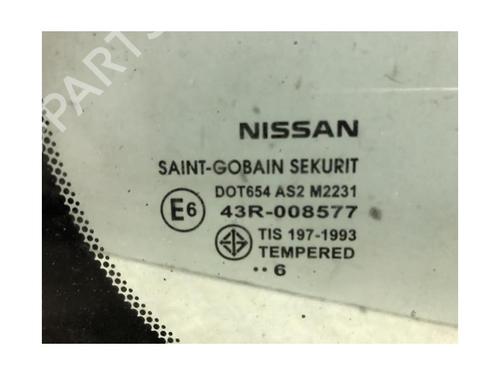 NISSAN
SAINT-GOBAIN SEKURIT
DOT654 AS2 M2231
E6 43R-008577
TIS 197-1993
TEMPERED
•• 6